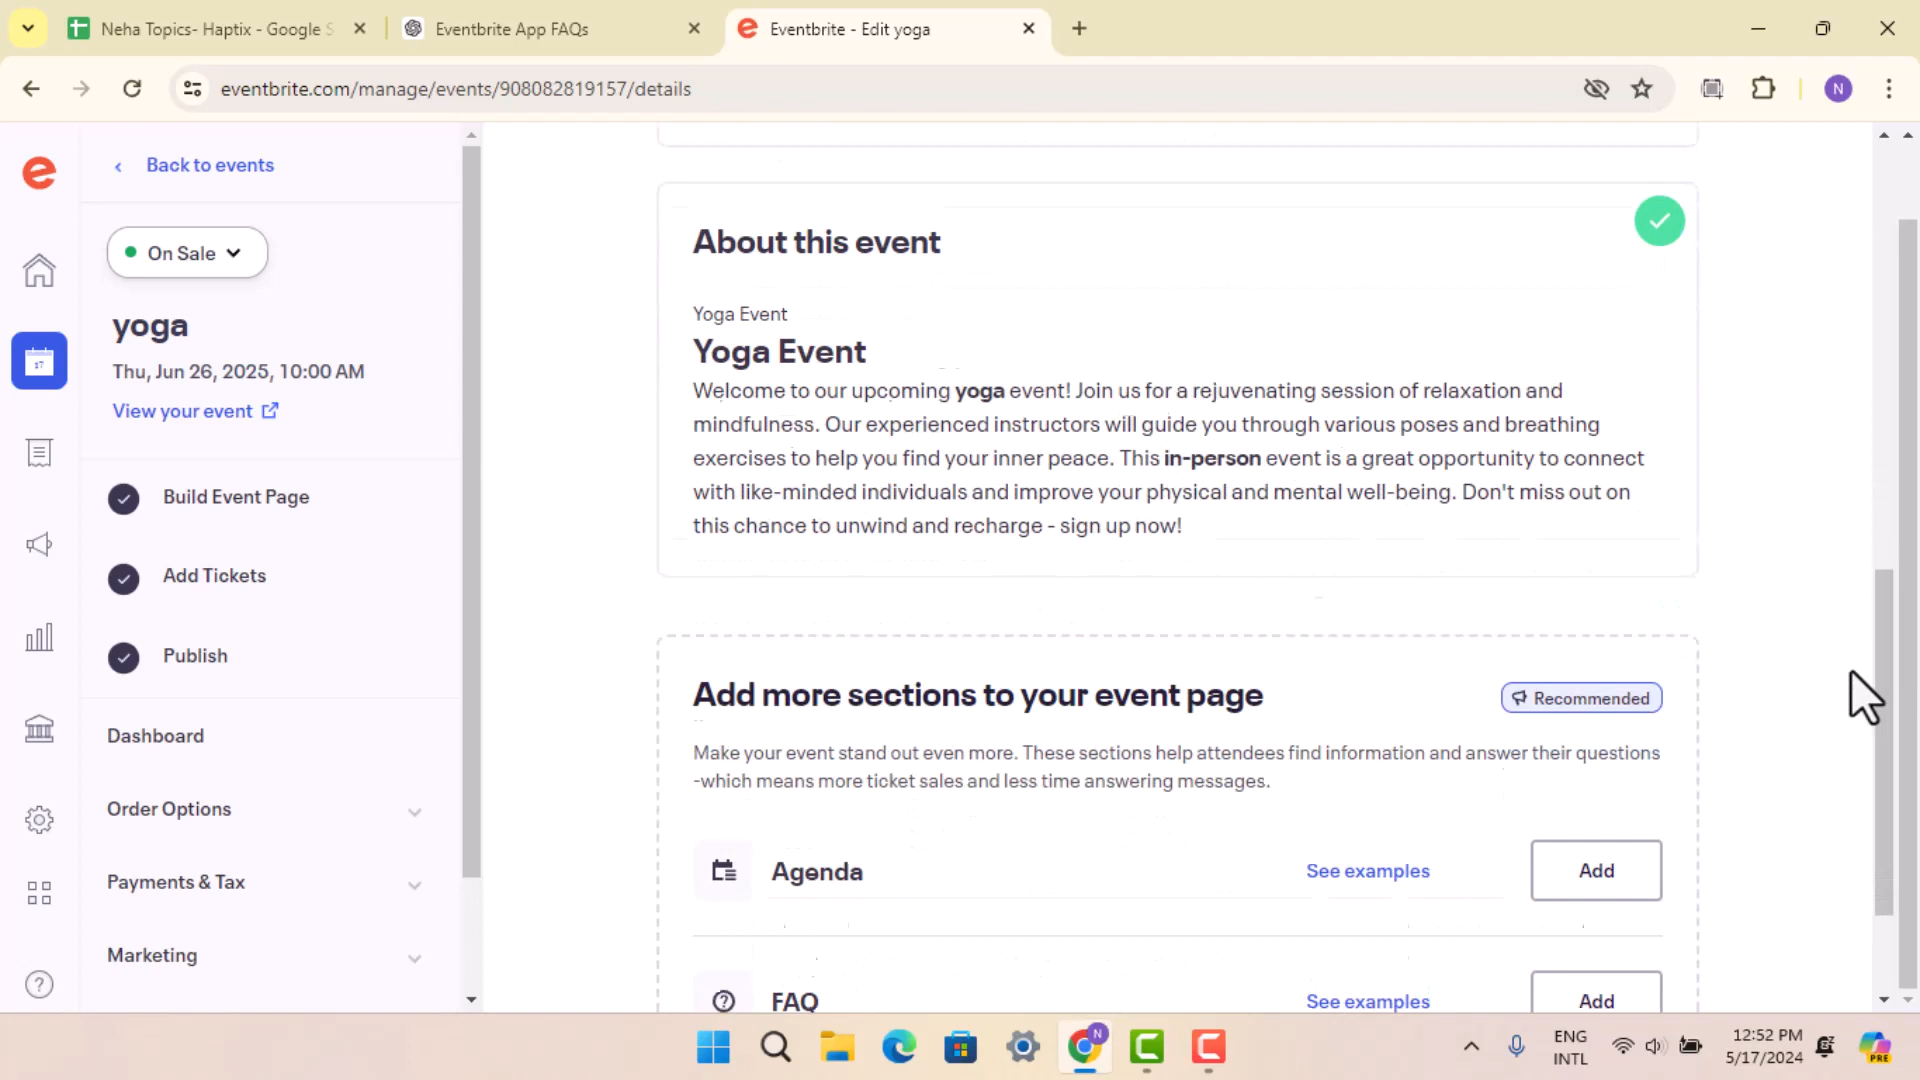 Neha Topics- Haptix - Google S
Eventbrite App FAQs
Eventbrite - Edit yoga
eventbrite.com/manage/events/908082819157/details
N
Back to events
On Sale
yoga
Thu, Jun 26, 2025, 10:00 AM
View your event
Build Event Page
Add Tickets
Publish
Dashboard
Order Options
Payments & Tax
Marketing
17
About this event
Yoga Event
Yoga Event
Welcome to our upcoming yoga event! Join us for a rejuvenating session of relaxation and
mindfulness. Our experienced instructors will guide you through various poses and breathing
exercises to help you find your inner peace. This in-person event is a great opportunity to connect
with like-minded individuals and improve your physical and mental well-being. Don't miss out on
this chance to unwind and recharge - sign up now!
Add more sections to your event page
Recommended
Make your event stand out even more. These sections help attendees find information and answer their questions
-which means more ticket sales and less time answering messages.
Agenda
See examples
Add
FAQ
See examples
Add
N
ENG
INTL
12:52 PM
5/17/2024
PRE